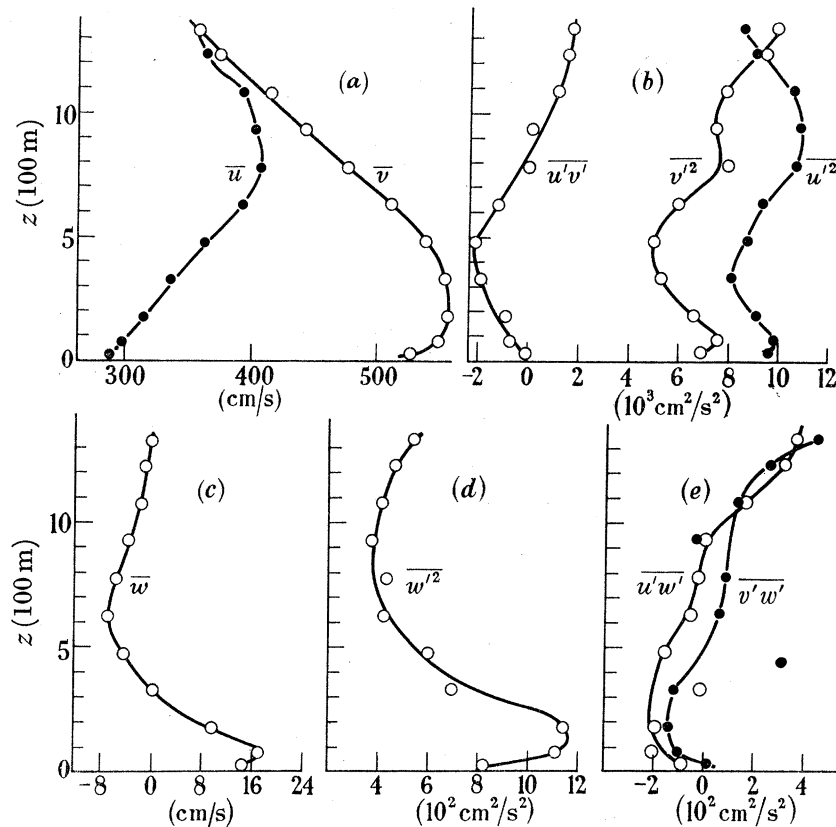 (a)
(b)
10
5
0
z (100 m)
u̅
v̅
u′v′
v′²
u′²
300 400 500
(cm/s)
−2 0 2 4 6 8 10 12
(10³cm²/s²)
(c)
(d)
(e)
10
5
0
z (100 m)
w̅
w′²
u′w′
v′w′
−8 0 8 16 24
(cm/s)
4 6 8 10 12
(10² cm²/s²)
−2 0 2 4
(10² cm²/s²)